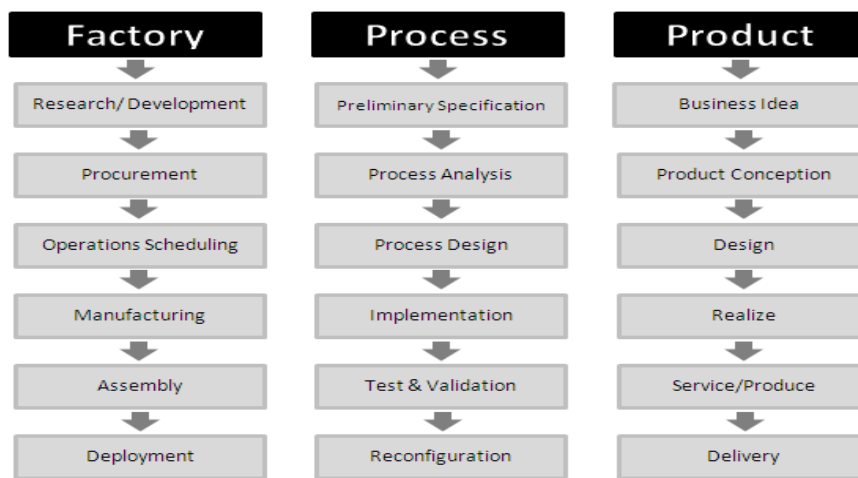 Factory
Research/ Development
Procurement
Operations Scheduling
Manufacturing
Assembly
Deployment
Process
Preliminary Specification
Process Analysis
Process Design
Implementation
Test & Validation
Reconfiguration
Product
Business Idea
Product Conception
Design
Realize
Service/Produce
Delivery